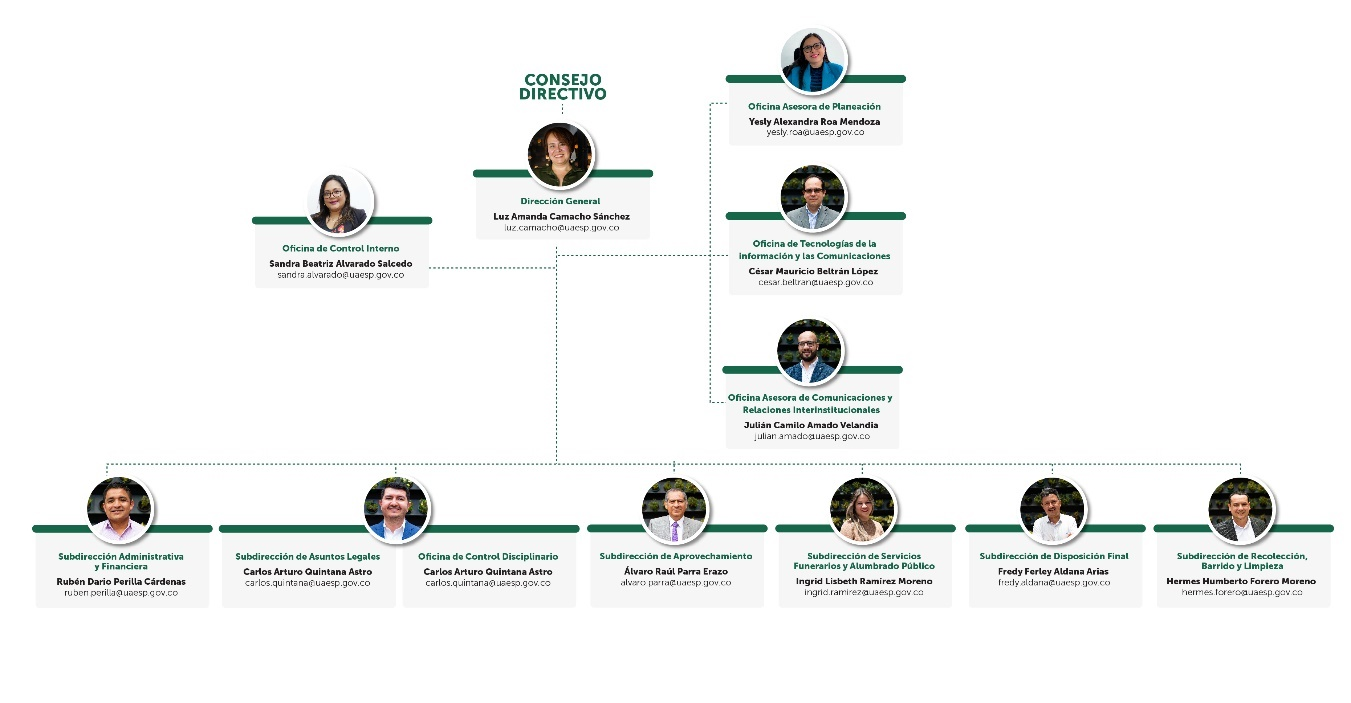 CONSEJO
DIRECTIVO
Dirección General
Luz Amanda Camacho Sánchez
luz.camacho@uaesp.gov.co
Oficina de Control Interno
Sandra Beatriz Alvarado Salcedo
sandra.alvarado@uaesp.gov.co
Oficina Asesora de Planeación
Yesly Alexandra Roa Mendoza
yesly.roa@uaesp.gov.co
Oficina de Tecnologías de la
Información y las Comunicaciones
César Mauricio Beltrán López
cesar.beltran@uaesp.gov.co
Oficina Asesora de Comunicaciones y
Relaciones Interinstitucionales
Julián Camilo Amado Velandia
julian.amado@uaesp.gov.co
Subdirección Administrativa
y Financiera
Rubén Dario Perilla Cárdenas
ruben.perilla@uaesp.gov.co
Subdirección de Asuntos Legales
Carlos Arturo Quintana Astro
carlos.quintana@uaesp.gov.co
Oficina de Control Disciplinario
Carlos Arturo Quintana Astro
carlos.quintana@uaesp.gov.co
Subdirección de Aprovechamiento
Álvaro Raúl Parra Erazo
alvaro.parra@uaesp.gov.co
Subdirección de Servicios
Funerarios y Alumbrado Público
Ingrid Lisbeth Ramírez Moreno
ingrid.ramirez@uaesp.gov.co
Subdirección de Disposición Final
Fredy Ferley Aldana Arias
fredy.aldana@uaesp.gov.co
Subdirección de Recolección,
Barrido y Limpieza
Hermes Humberto Forero Moreno
hermes.forero@uaesp.gov.co